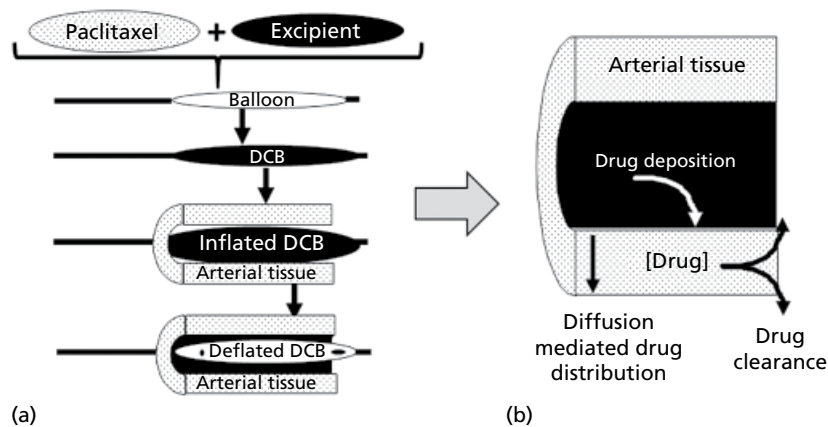 Paclitaxel + Excipient
Balloon
DCB
Inflated DCB
Arterial tissue
Deflated DCB
Arterial tissue
(a)
Arterial tissue
Drug deposition
[Drug]
Diffusion
mediated drug
distribution
Drug
clearance
(b)